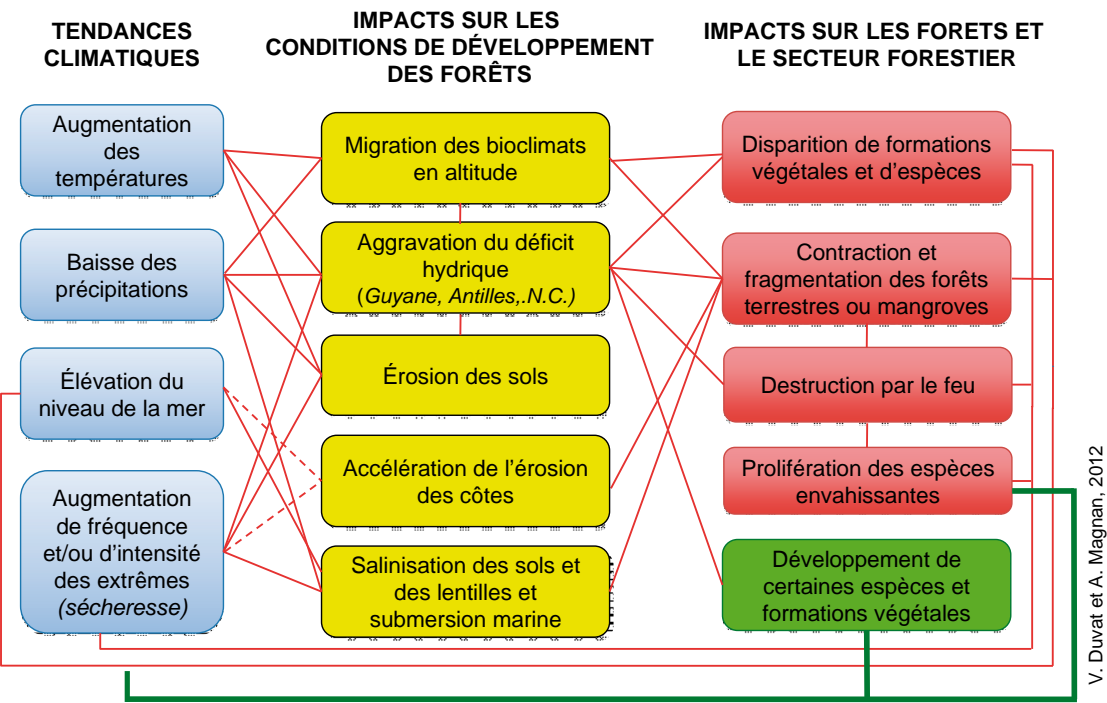 TENDANCES
CLIMATIQUES
IMPACTS SUR LES
CONDITIONS DE DÉVELOPPEMENT
DES FORÊTS
IMPACTS SUR LES FORETS ET
LE SECTEUR FORESTIER
Augmentation
des
températures
Baisse des
précipitations
Élévation du
niveau de la mer
Augmentation
de fréquence
et/ou d'intensité
des extrêmes
(sécheresse)
Migration des bioclimats
en altitude
Aggravation du déficit
hydrique
(Guyane, Antilles,.N.C.)
Érosion des sols
Accélération de l'érosion
des côtes
Salinisation des sols et
des lentilles et
submersion marine
Disparition de formations
végétales et d'espèces
Contraction et
fragmentation des forêts
terrestres ou mangroves
Destruction par le feu
Prolifération des espèces
envahissantes
Développement de
certaines espèces et
formations végétales
V. Duvat et A. Magnan, 2012